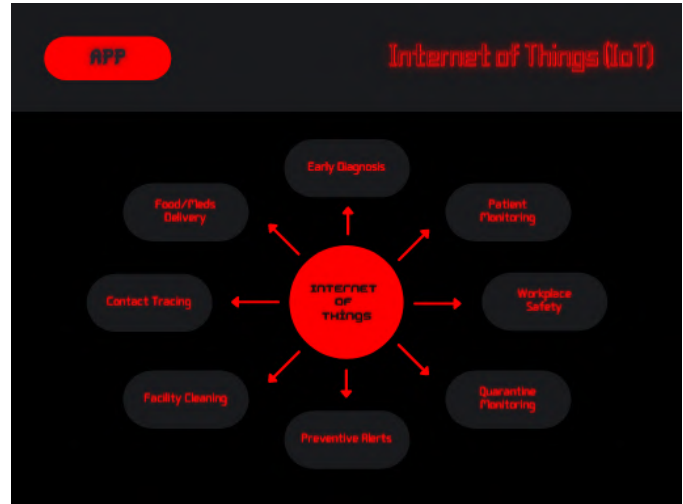 APP
Internet of Things (IoT)
Early Diagnosis
Food/Meds
Delivery
Patient
Monitoring
INTERNET
OF
THINGS
Contact Tracing
Workplace
Safety
Facility Cleaning
Quarantine
Monitoring
Preventive Alerts